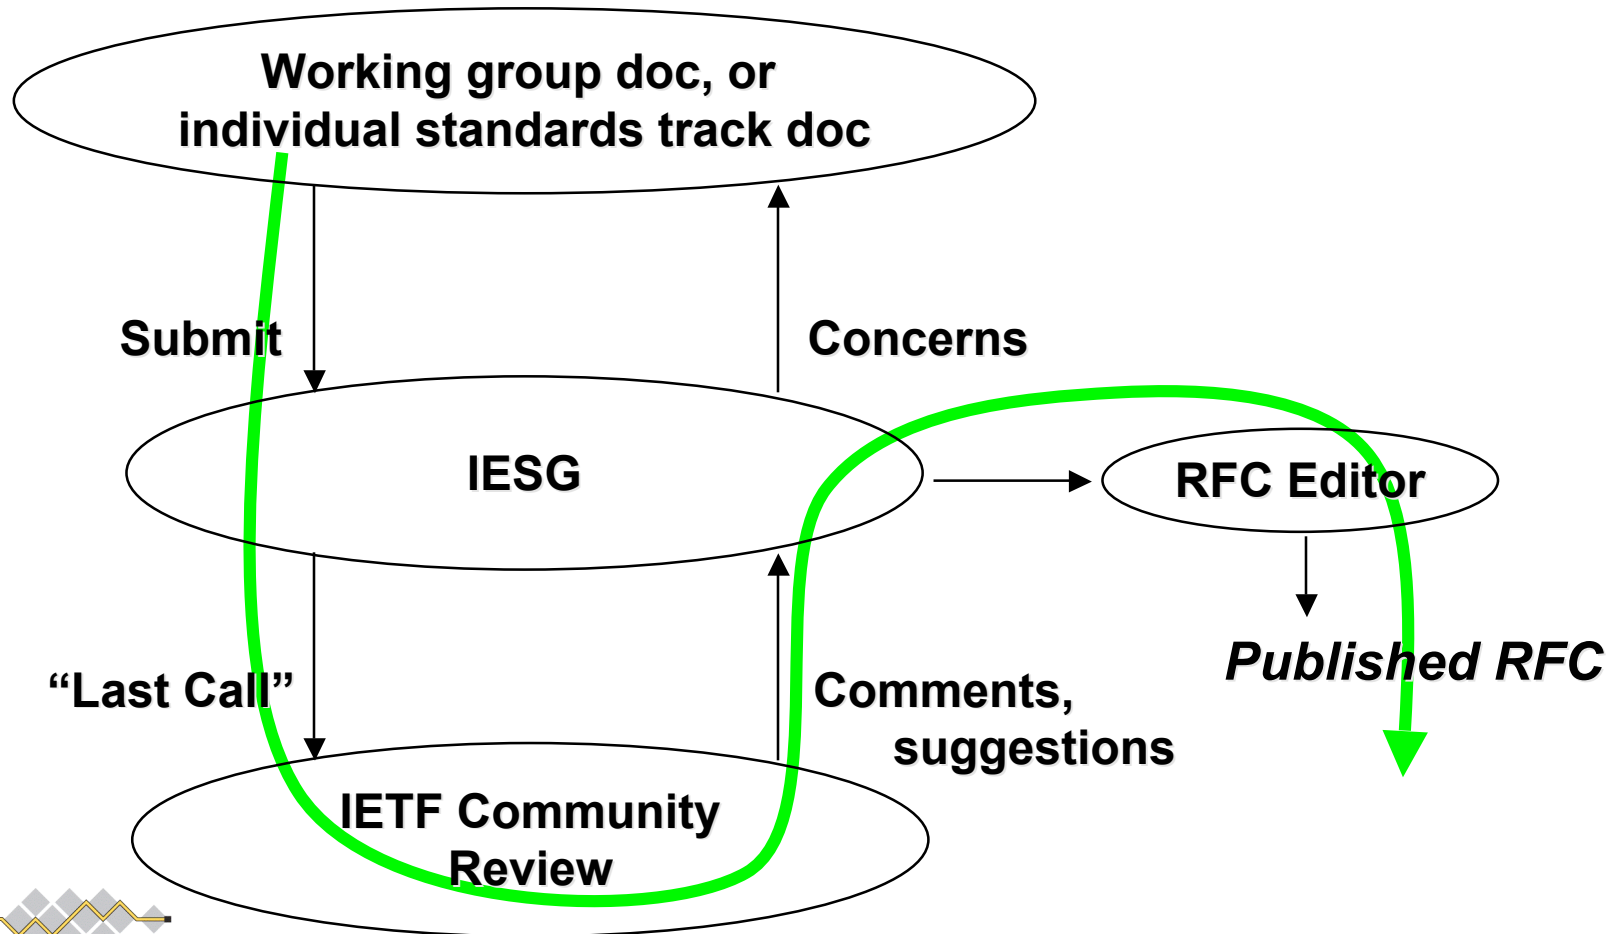 Working group doc, or
individual standards track doc
Submit
Concerns
IESG
RFC Editor
Published RFC
“Last Call”
Comments,
suggestions
IETF Community
Review